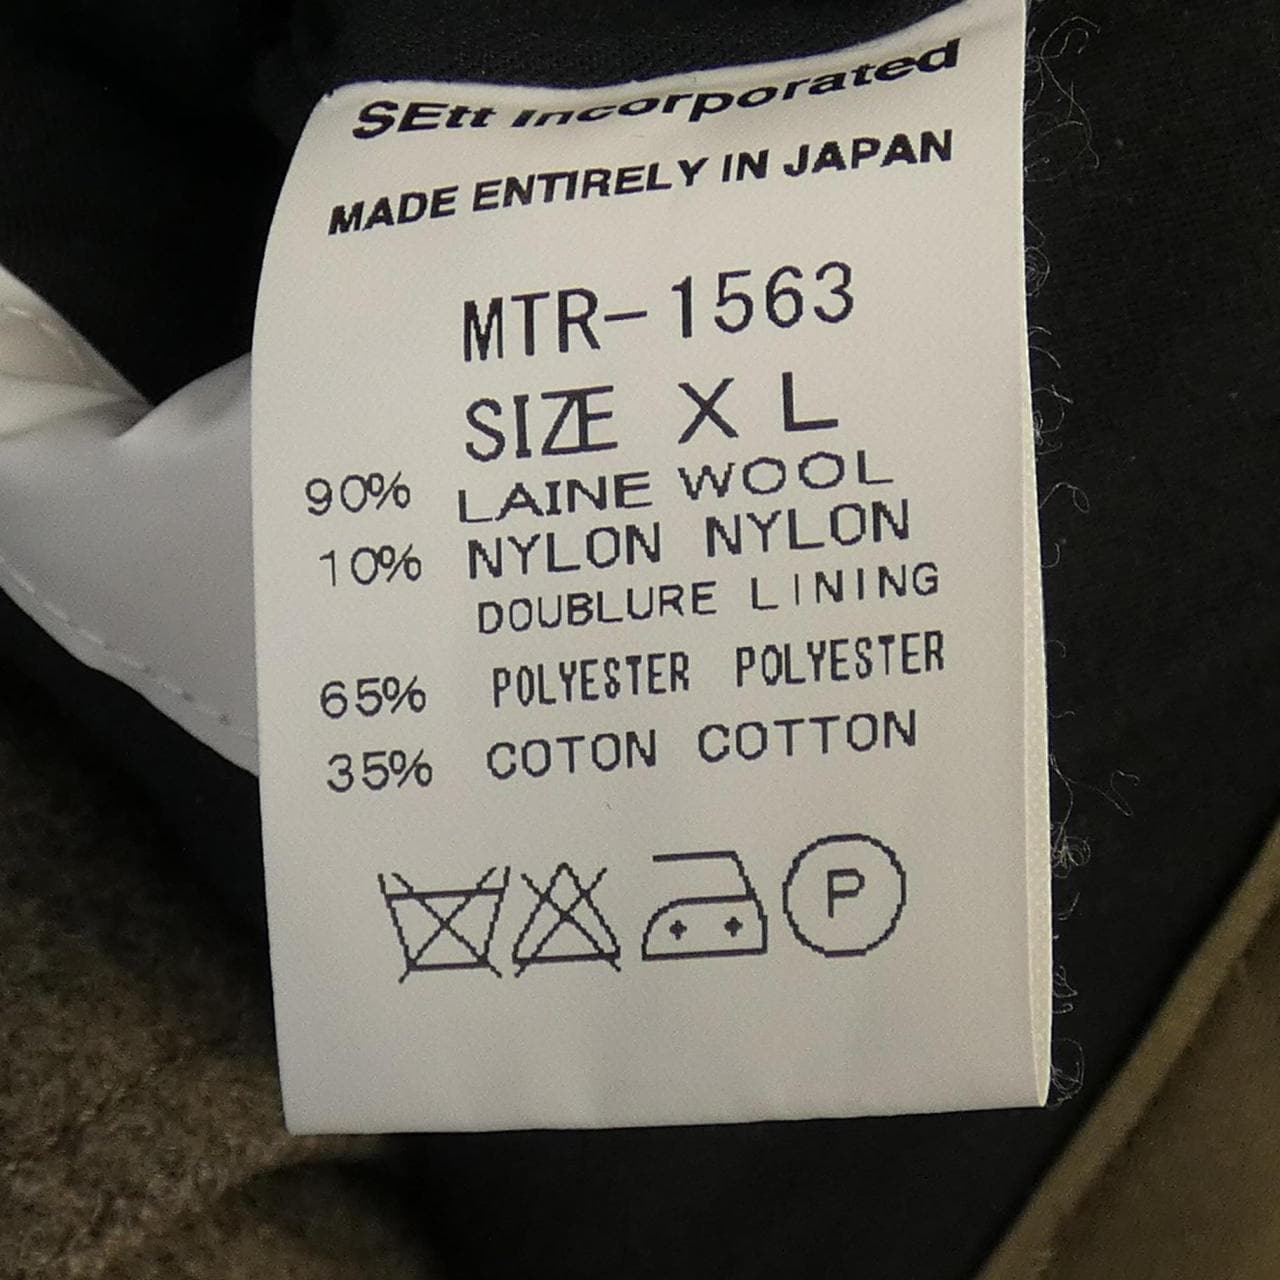 SEtt Incorporated
MADE ENTIRELY IN JAPAN
MTR-1563
SIZE XL
90% LAINE WOOL
10% NYLON NYLON
DOUBLURE LINING
65% POLYESTER POLYESTER
35% COTON COTTON
P